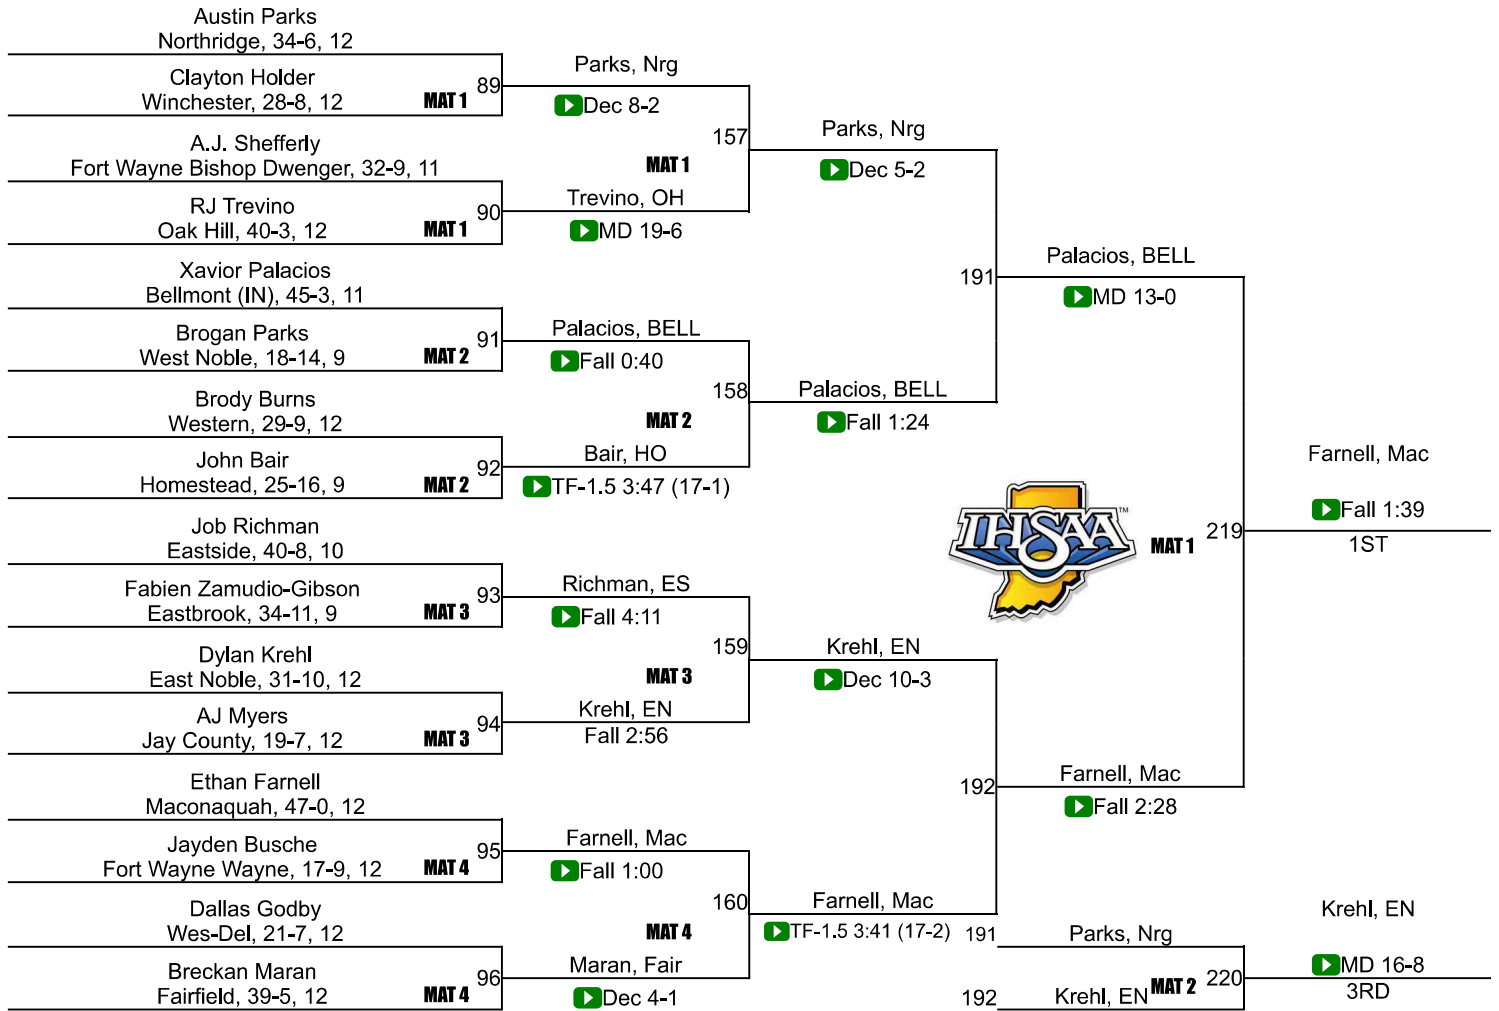 Austin Parks
Northridge, 34-6, 12
Clayton Holder
Winchester, 28-8, 12
MAT 1
89
A.J. Shefferly
Fort Wayne Bishop Dwenger, 32-9, 11
RJ Trevino
Oak Hill, 40-3, 12
MAT 1
90
Xavior Palacios
Bellmont (IN), 45-3, 11
Brogan Parks
West Noble, 18-14, 9
MAT 2
91
Brody Burns
Western, 29-9, 12
John Bair
Homestead, 25-16, 9
MAT 2
92
Job Richman
Eastside, 40-8, 10
Fabien Zamudio-Gibson
Eastbrook, 34-11, 9
MAT 3
93
Dylan Krehl
East Noble, 31-10, 12
AJ Myers
Jay County, 19-7, 12
MAT 3
94
Ethan Farnell
Maconaquah, 47-0, 12
Jayden Busche
Fort Wayne Wayne, 17-9, 12
MAT 4
95
Dallas Godby
Wes-Del, 21-7, 12
Breckan Maran
Fairfield, 39-5, 12
MAT 4
96
Parks, Nrg
Dec 8-2
157
MAT 1
Trevino, OH
MD 19-6
Palacios, BELL
Fall 0:40
158
MAT 2
Bair, HO
TF-1.5 3:47 (17-1)
Richman, ES
Fall 4:11
159
MAT 3
Krehl, EN
Fall 2:56
Farnell, Mac
Fall 1:00
160
MAT 4
Maran, Fair
Dec 4-1
Parks, Nrg
Dec 5-2
191
Palacios, BELL
Fall 1:24
Krehl, EN
Dec 10-3
192
Farnell, Mac
TF-1.5 3:41 (17-2)
Palacios, BELL
MD 13-0
IHSAA
TM
MAT 1
219
Farnell, Mac
Fall 2:28
Farnell, Mac
Fall 1:39
1ST
191
Parks, Nrg
MAT 2
220
192
Krehl, EN
Krehl, EN
MD 16-8
3RD